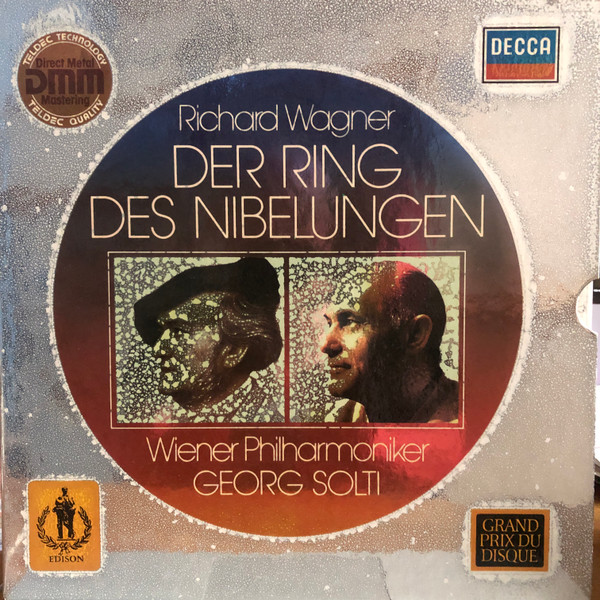 TELDEC TECHNOLOGY
Direct Metal
DMM
Mastering
TELDEC QUALITY
DECCA
Richard Wagner
DER RING
DES NIBELUNGEN
Wiener Philharmoniker
GEORG SOLTI
EDISON
GRAND
PRIX DU
DISQUE